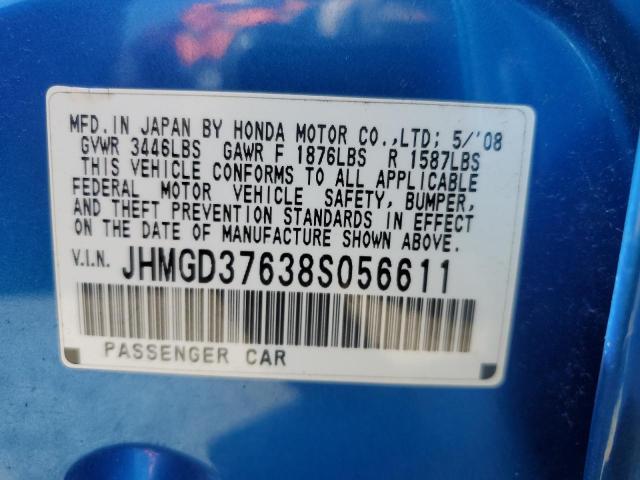 MFD.IN JAPAN BY HONDA MOTOR CO.,LTD; 5/'08
GVWR 3446LBS GAWR F 1876LBS R 1587LBS
THIS VEHICLE CONFORMS TO ALL APPLICABLE
FEDERAL MOTOR VEHICLE SAFETY, BUMPER,
AND THEFT PREVENTION STANDARDS IN EFFECT
ON THE DATE OF MANUFACTURE SHOWN ABOVE.
V.I.N. JHMGD37638S056611
PASSENGER CAR